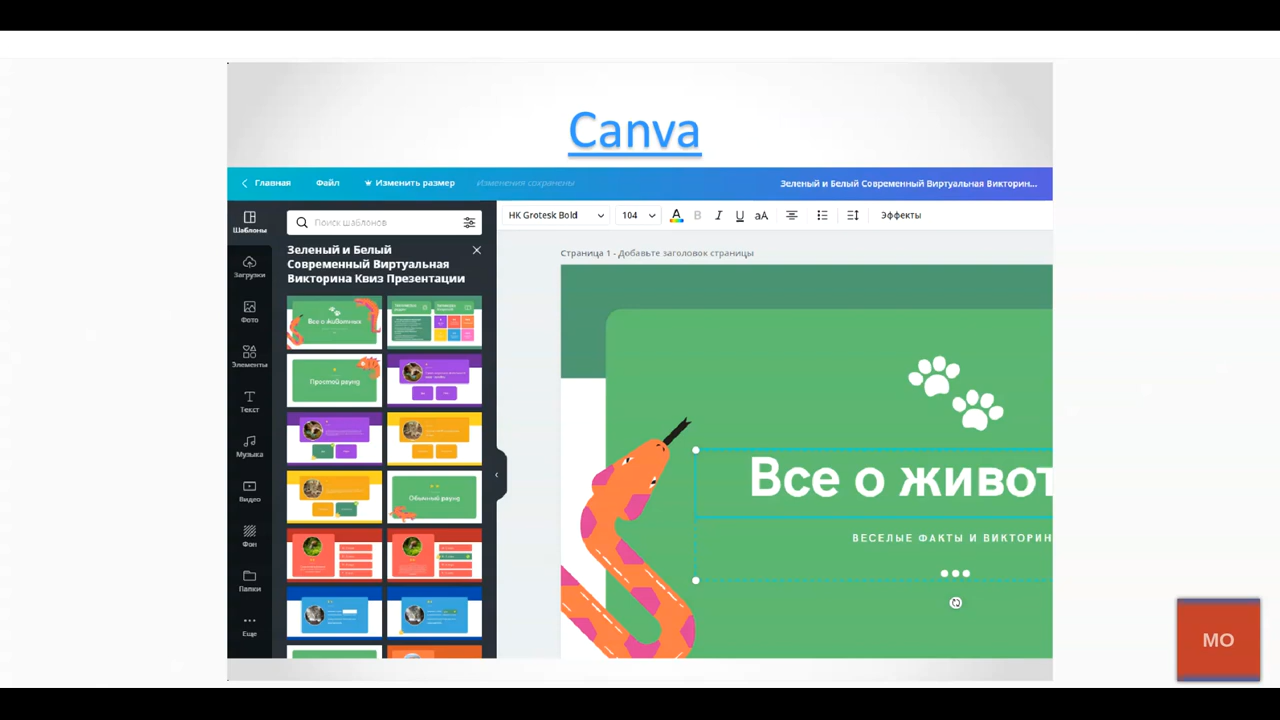 Canva
Главная Файл Изменить размер Изменения сохранены Зеленый и Белый Современный Виртуальная Викторин...
Шаблоны
Загрузки
Фото
Элементы
Текст
Музыка
Видео
Фон
Папки
Еще
Поиск шаблонов
Зеленый и Белый
Современный Виртуальная
Викторина Квиз Презентации
Все о животных
Простой раунд
Обычный раунд
HK Grotesk Bold 104 A B I U aA Эффекты
Страница 1 - Добавьте заголовок страницы
Все о живот
ВЕСЕЛЫЕ ФАКТЫ И ВИКТОРИН
МО